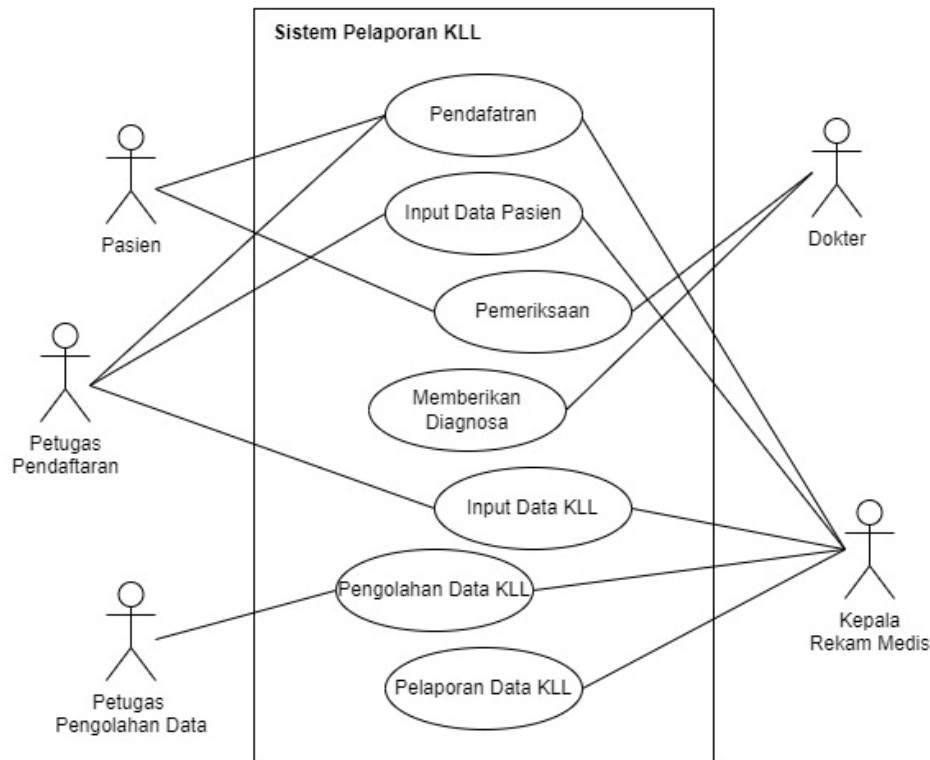 Sistem Pelaporan KLL
Pendafatran
Pasien
Input Data Pasien
Dokter
Pemeriksaan
Petugas
Pendaftaran
Memberikan
Diagnosa
Input Data KLL
Pengolahan Data KLL
Kepala
Rekam Medis
Petugas
Pengolahan Data
Pelaporan Data KLL